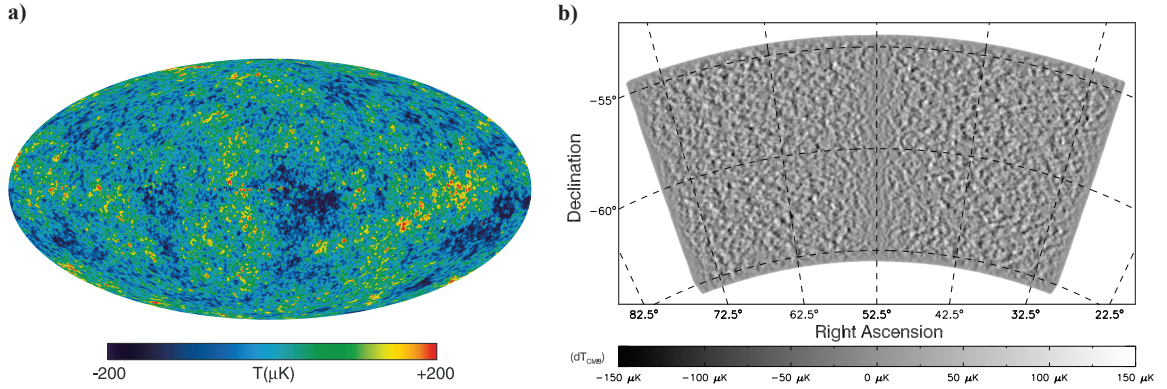 a)
-200 T(μK) +200
b)
−55°
−60°
Declination
82.5° 72.5° 62.5° 52.5° 42.5° 32.5° 22.5°
Right Ascension
(dT_CMB)
−150 μK −100 μK −50 μK 0 μK 50 μK 100 μK 150 μK